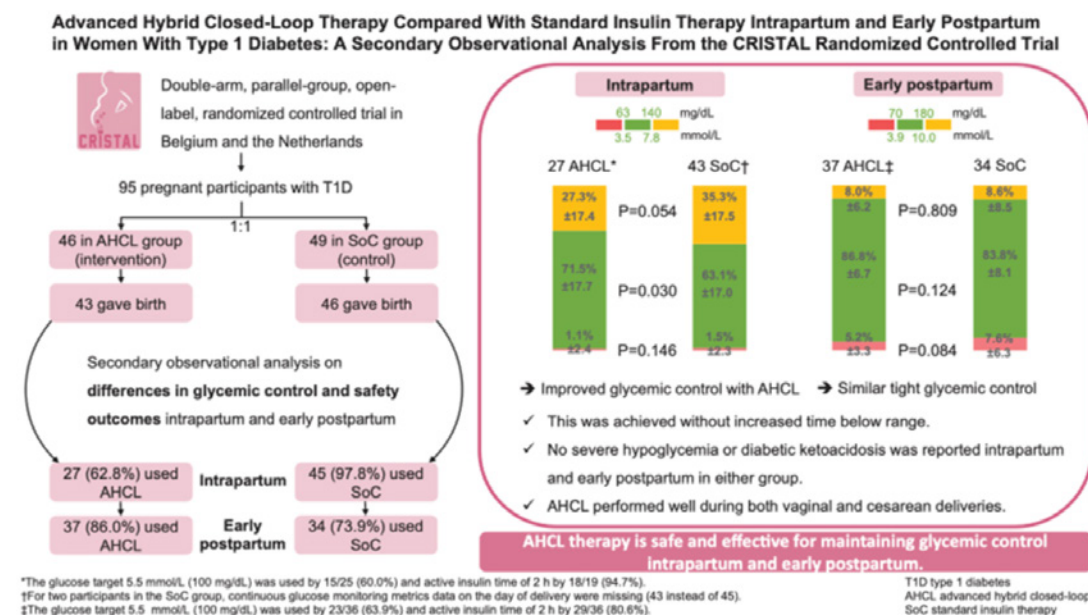 Advanced Hybrid Closed-Loop Therapy Compared With Standard Insulin Therapy Intrapartum and Early Postpartum
in Women With Type 1 Diabetes: A Secondary Observational Analysis From the CRISTAL Randomized Controlled Trial
CRISTAL
Double-arm, parallel-group, open-
label, randomized controlled trial in
Belgium and the Netherlands
95 pregnant participants with T1D
1:1
46 in AHCL group
(intervention)
49 in SoC group
(control)
43 gave birth
46 gave birth
Secondary observational analysis on
differences in glycemic control and safety
outcomes intrapartum and early postpartum
27 (62.8%) used
AHCL
Intrapartum
45 (97.8%) used
SoC
37 (86.0%) used
AHCL
Early
postpartum
34 (73.9%) used
SoC
Intrapartum
63 140 mg/dL
3.5 7.8 mmol/L
27 AHCL*
43 SoC†
27.3%
±17.4
P=0.054
35.3%
±17.5
71.5%
±17.7
P=0.030
63.1%
±17.0
1.1%
±2.4
P=0.146
1.5%
±2.3
➔ Improved glycemic control with AHCL
Early postpartum
70 180 mg/dL
3.9 10.0 mmol/L
37 AHCL‡
34 SoC
8.0%
±6.2
P=0.809
8.6%
±8.5
86.8%
±6.7
P=0.124
83.8%
±8.1
5.2%
±3.3
P=0.084
7.6%
±6.3
➔ Similar tight glycemic control
✓ This was achieved without increased time below range.
✓ No severe hypoglycemia or diabetic ketoacidosis was reported intrapartum
and early postpartum in either group.
✓ AHCL performed well during both vaginal and cesarean deliveries.
AHCL therapy is safe and effective for maintaining glycemic control
intrapartum and early postpartum.
*The glucose target 5.5 mmol/L (100 mg/dL) was used by 15/25 (60.0%) and active insulin time of 2 h by 18/19 (94.7%).
†For two participants in the SoC group, continuous glucose monitoring metrics data on the day of delivery were missing (43 instead of 45).
‡The glucose target 5.5 mmol/L (100 mg/dL) was used by 23/36 (63.9%) and active insulin time of 2 h by 29/36 (80.6%).
T1D type 1 diabetes
AHCL advanced hybrid closed-loo
SoC standard insulin therapy